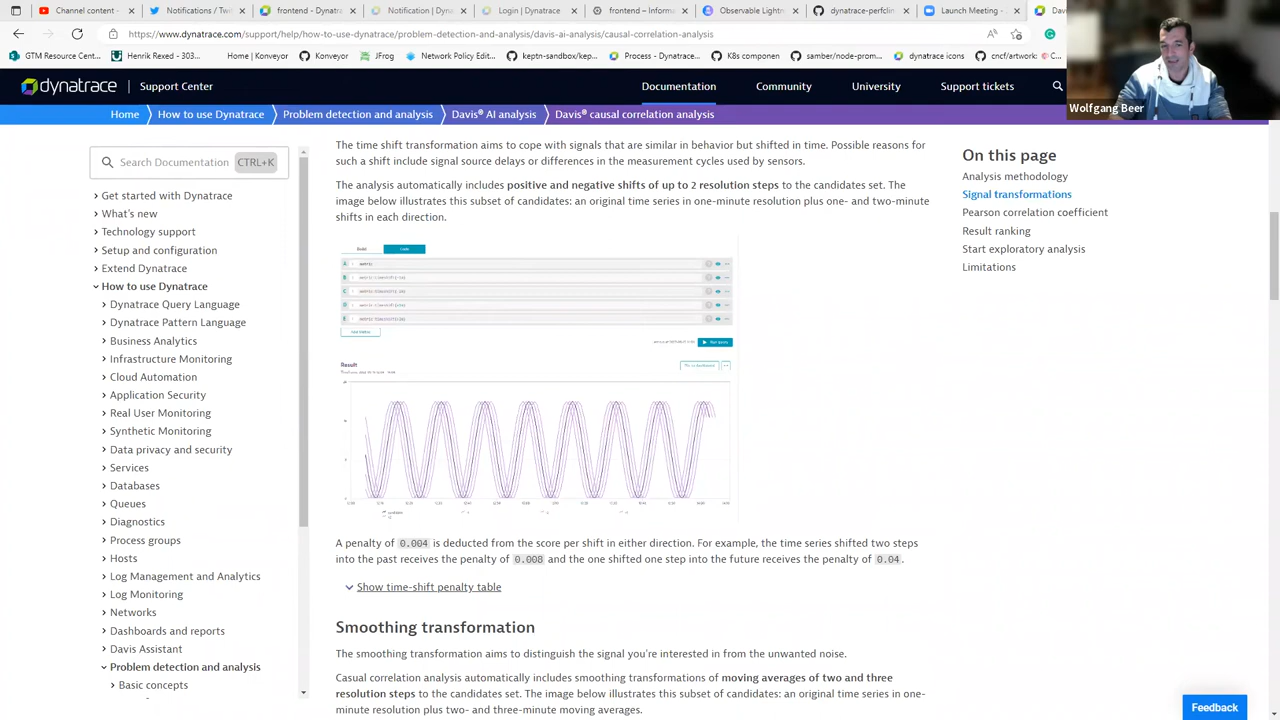 Channel content -
Notifications / Tw
frontend - Dynatra
Notification | Dyna
Login | Dynatrace
frontend – Informa
Observable Lightn
dynatrace-perfclin
Launch Meeting -
Dav
https://www.dynatrace.com/support/help/how-to-use-dynatrace/problem-detection-and-analysis/davis-ai-analysis/causal-correlation-analysis
GTM Resource Cent...
Henrik Rexed - 303...
Home | Konveyor
Konveyor
JFrog
Network Observabili...
keptn-sandbox/kep...
Process - Quantitati...
K8s component
samber/node-prom...
dynatrace icons
cncf/artwork:
dynatrace
Support Center
Documentation
Community
University
Support tickets
Wolfgang Beer
Home
How to use Dynatrace
Problem detection and analysis
Davis® AI analysis
Davis® causal correlation analysis
Search Documentation
CTRL+K
Get started with Dynatrace
What's new
Technology support
Setup and configuration
Extend Dynatrace
How to use Dynatrace
Dynatrace Query Language
Dynatrace Pattern Language
Business Analytics
Infrastructure Monitoring
Cloud Automation
Application Security
Real User Monitoring
Synthetic Monitoring
Data privacy and security
Services
Databases
Queues
Diagnostics
Process groups
Hosts
Log Management and Analytics
Log Monitoring
Networks
Dashboards and reports
Davis Assistant
Problem detection and analysis
Basic concepts
The time shift transformation aims to cope with signals that are similar in behavior but shifted in time. Possible reasons for
such a shift include signal source delays or differences in the measurement cycles used by sensors.
The analysis automatically includes positive and negative shifts of up to 2 resolution steps to the candidates set. The
image below illustrates this subset of candidates: an original time series in one-minute resolution plus one- and two-minute
shifts in each direction.
Result
A penalty of 0.004 is deducted from the score per shift in either direction. For example, the time series shifted two steps
into the past receives the penalty of 0.008 and the one shifted one step into the future receives the penalty of 0.04.
Show time-shift penalty table
Smoothing transformation
The smoothing transformation aims to distinguish the signal you're interested in from the unwanted noise.
Casual correlation analysis automatically includes smoothing transformations of moving averages of two and three
resolution steps to the candidates set. The image below illustrates this subset of candidates: an original time series in one-
minute resolution plus two- and three-minute moving averages.
On this page
Analysis methodology
Signal transformations
Pearson correlation coefficient
Result ranking
Start exploratory analysis
Limitations
Feedback